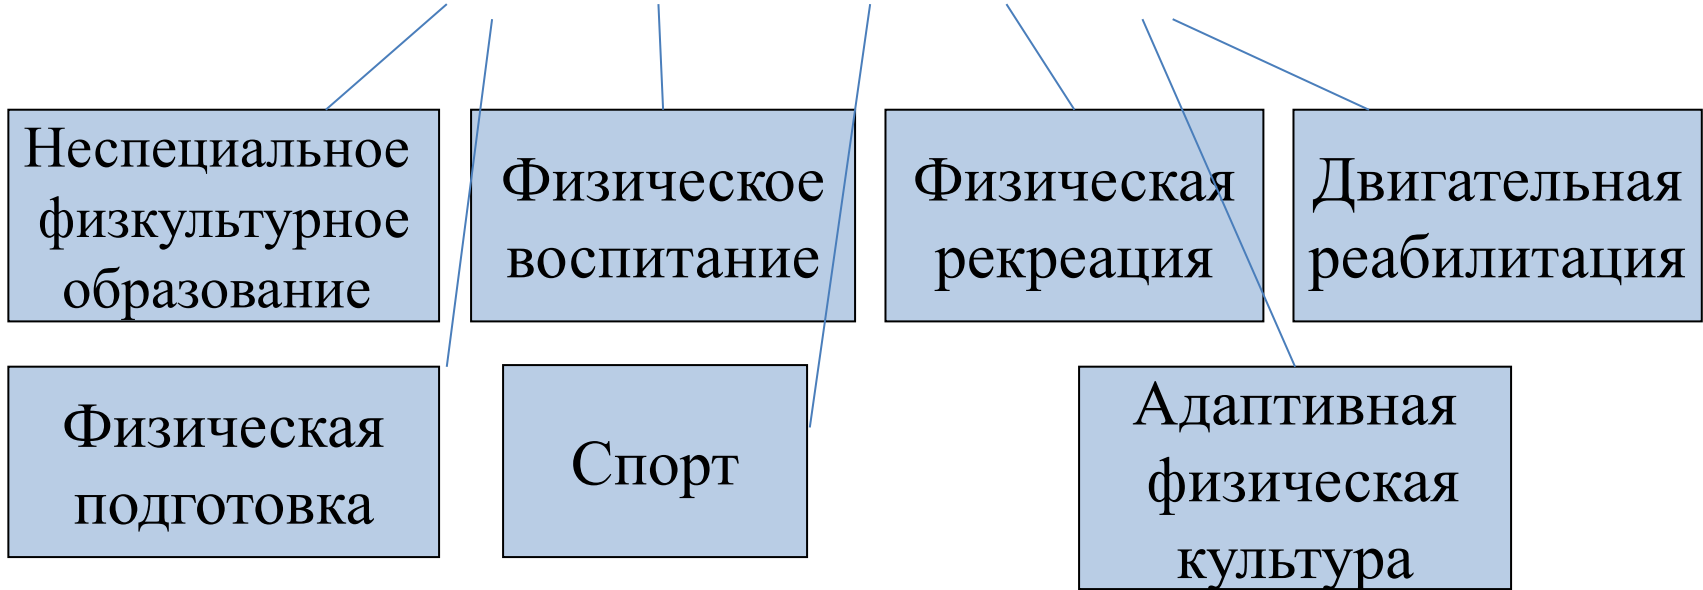 Неспециальное
физкультурное
образование
Физическое
воспитание
Физическая
рекреация
Двигательная
реабилитация
Физическая
подготовка
Спорт
Адаптивная
физическая
культура